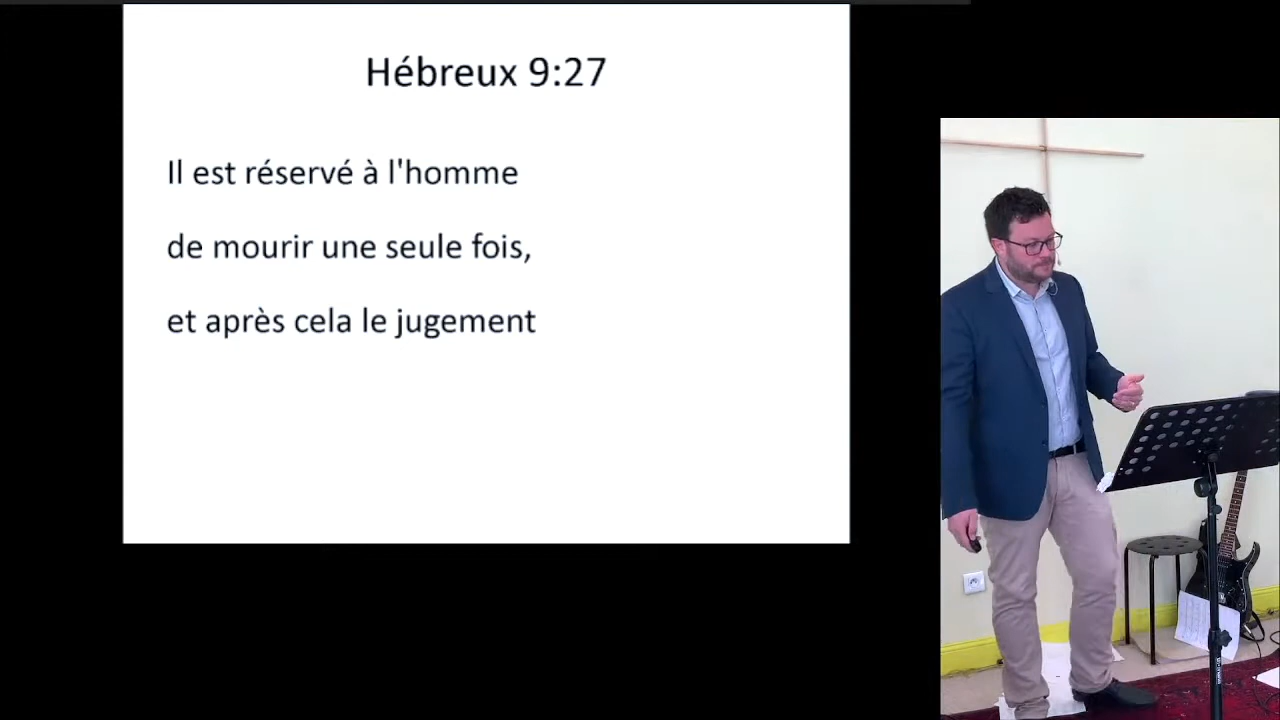 Hébreux 9:27
Il est réservé à l'homme
de mourir une seule fois,
et après cela le jugement